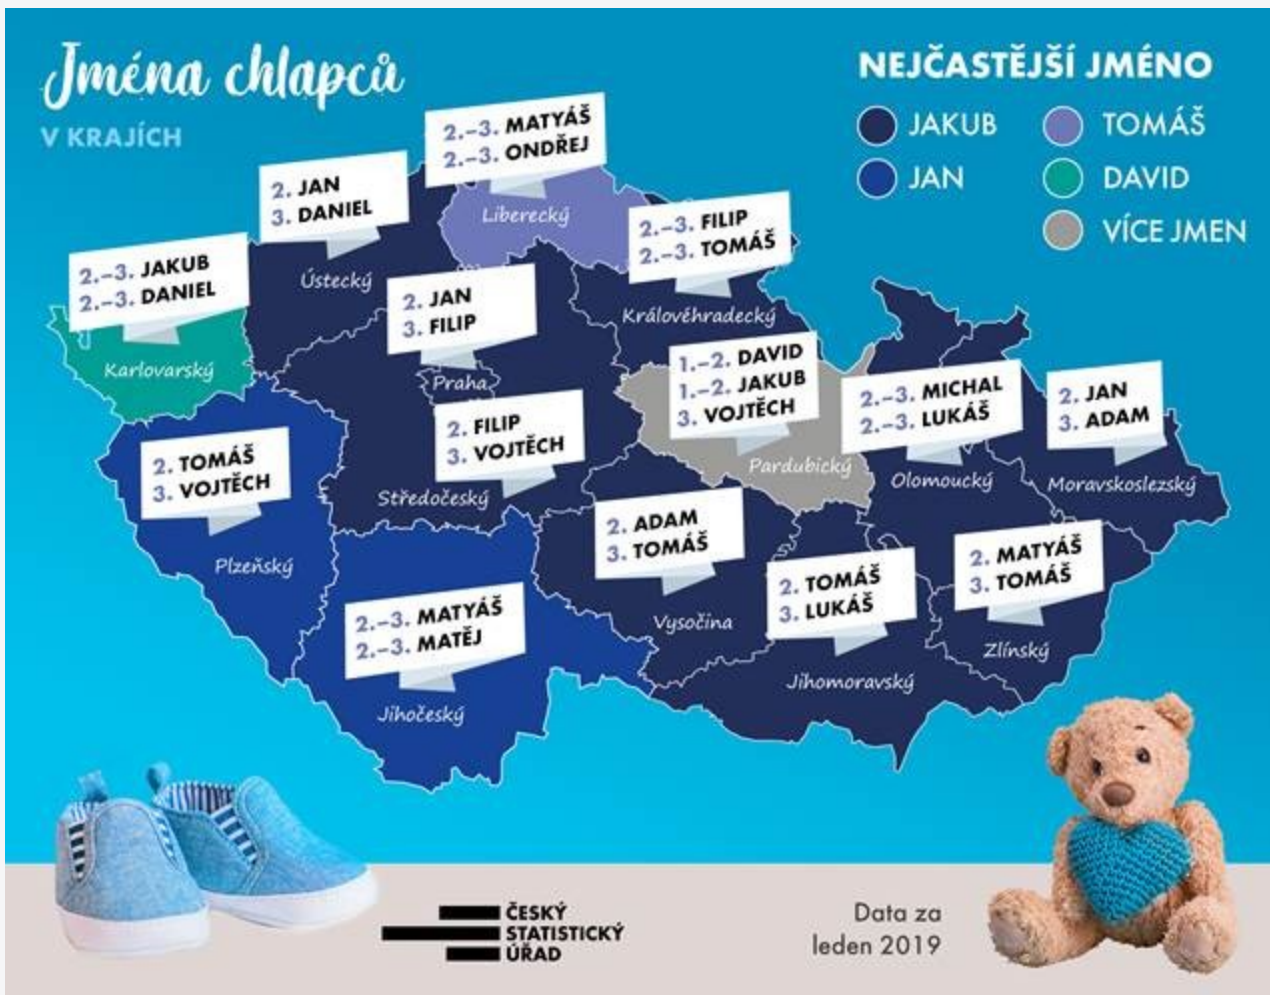 Jména chlapců
V KRAJÍCH
NEJČASTĚJŠÍ JMÉNO
JAKUB
TOMÁŠ
JAN
DAVID
VÍCE JMEN
2.–3. MATYÁŠ
2.–3. ONDŘEJ
Liberecký
2. JAN
3. DANIEL
Ústecký
2.–3. FILIP
2.–3. TOMÁŠ
Královéhradecký
2.–3. JAKUB
2.–3. DANIEL
Karlovarský
2. JAN
3. FILIP
Praha
1.–2. DAVID
1.–2. JAKUB
3. VOJTĚCH
Pardubický
2.–3. MICHAL
2.–3. LUKÁŠ
Olomoucký
2. JAN
3. ADAM
Moravskoslezský
2. FILIP
3. VOJTĚCH
Středočeský
2. TOMÁŠ
3. VOJTĚCH
Plzeňský
2. ADAM
3. TOMÁŠ
Vysočina
2. TOMÁŠ
3. LUKÁŠ
Jihomoravský
2. MATYÁŠ
3. TOMÁŠ
Zlínský
2.–3. MATYÁŠ
2.–3. MATĚJ
Jihočeský
ČESKÝ
STATISTICKÝ
ÚŘAD
Data za
leden 2019